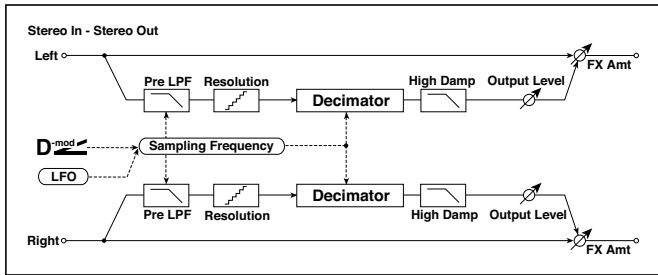 Stereo In - Stereo Out
Left
FX Amt
Pre LPF
Resolution
Decimator
High Damp
Output Level
D-mod
Sampling Frequency
LFO
Decimator
Pre LPF
Resolution
High Damp
Output Level
Right
FX Amt